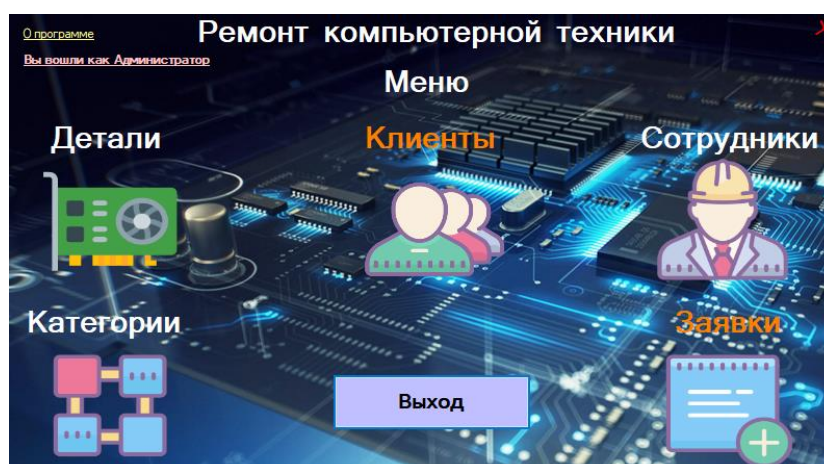 О программе
Ремонт компьютерной техники
Вы вошли как Администратор
Меню
Детали
Клиенты
Сотрудники
Категории
Заявки
Выход